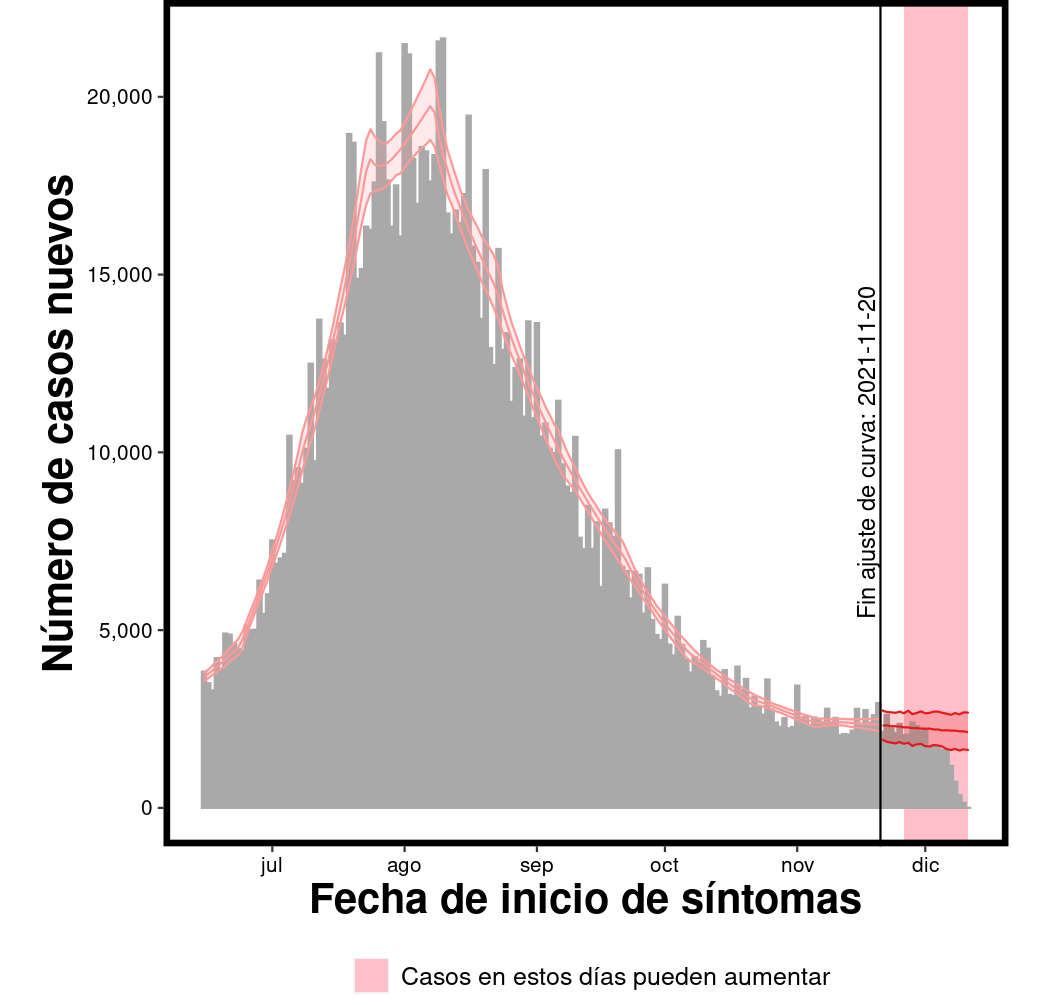 Número de casos nuevos
20,000
15,000
10,000
5,000
0
Fin ajuste de curva: 2021-11-20
jul ago sep oct nov dic
Fecha de inicio de síntomas
Casos en estos días pueden aumentar